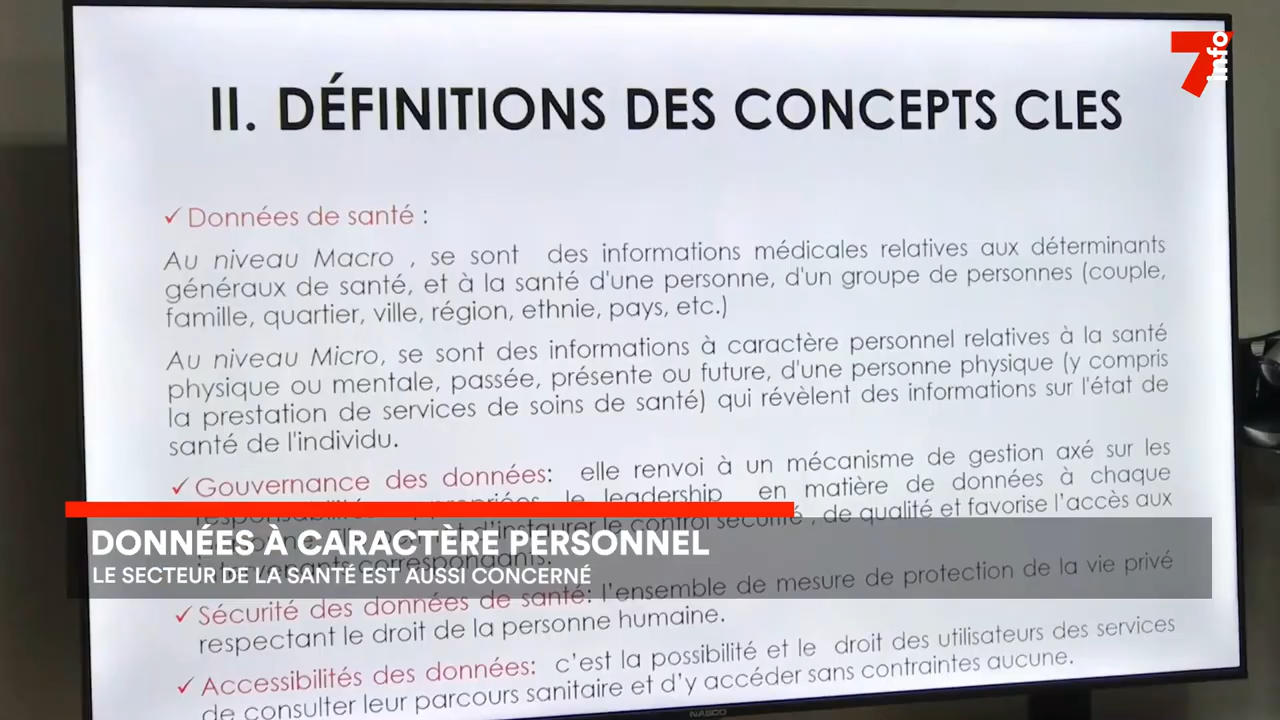 7
info
II. DÉFINITIONS DES CONCEPTS CLES
✓ Données de santé :
Au niveau Macro , se sont des informations médicales relatives aux déterminants
généraux de santé, et à la santé d'une personne, d'un groupe de personnes (couple,
famille, quartier, ville, région, ethnie, pays, etc.)
Au niveau Micro, se sont des informations à caractère personnel relatives à la santé
physique ou mentale, passée, présente ou future, d'une personne physique (y compris
la prestation de services de soins de santé) qui révèlent des informations sur l'état de
santé de l'individu.
✓ Gouvernance des données: elle renvoi à un mécanisme de gestion axé sur les
le leadership en matière de données à chaque
d'instaurer le control sécurité , de qualité et favorise l'accès aux
correspondants.
DONNÉES À CARACTÈRE PERSONNEL
LE SECTEUR DE LA SANTÉ EST AUSSI CONCERNÉ
✓ Sécurité des données de santé: l'ensemble de mesure de protection de la vie privé
respectant le droit de la personne humaine.
✓ Accessibilités des données: c'est la possibilité et le droit des utilisateurs des services
de consulter leur parcours sanitaire et d'y accéder sans contraintes aucune.
NASCO